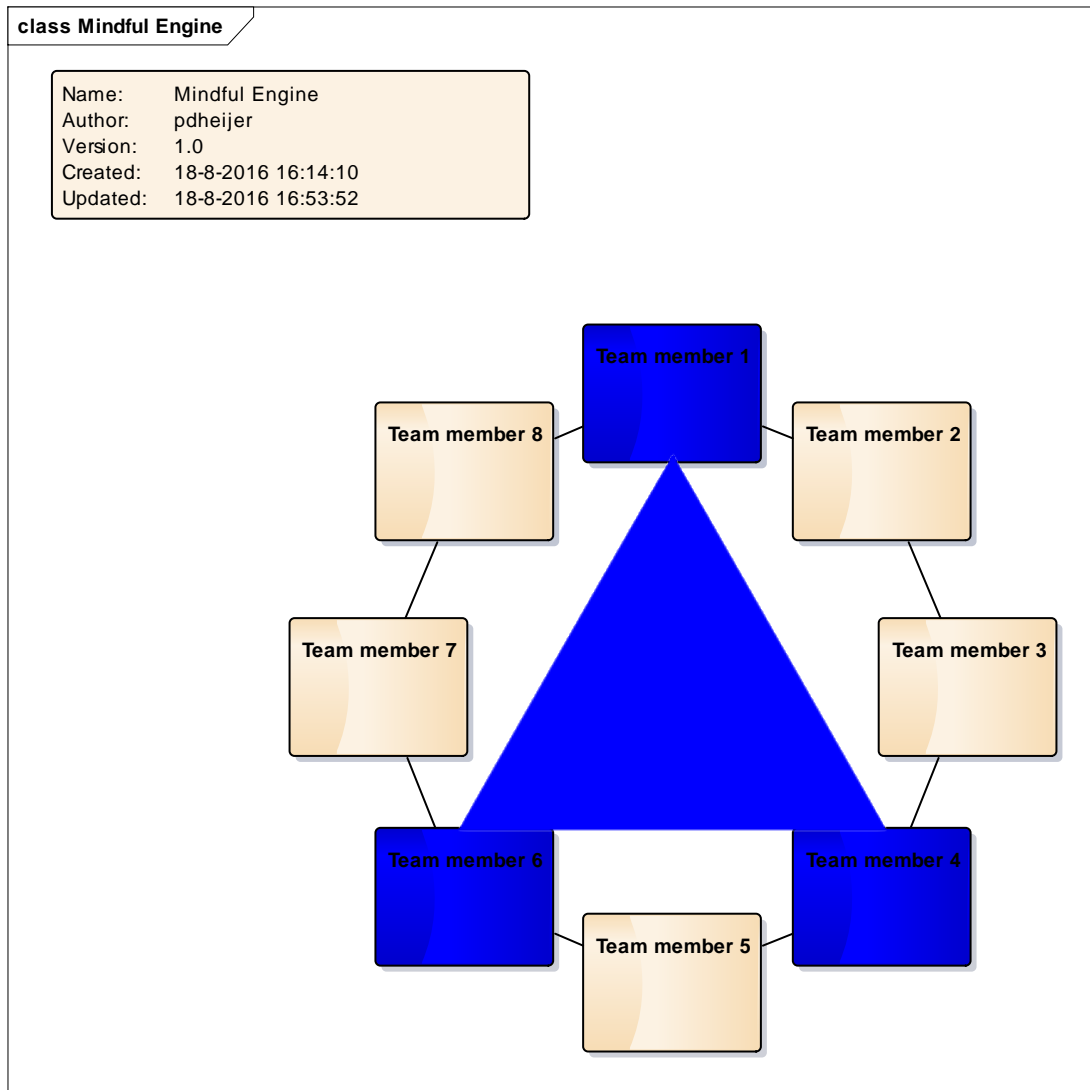 class Mindful Engine
Name: Mindful Engine
Author: pdheijer
Version: 1.0
Created: 18-8-2016 16:14:10
Updated: 18-8-2016 16:53:52
Team member 1
Team member 8
Team member 2
Team member 7
Team member 3
Team member 6
Team member 4
Team member 5